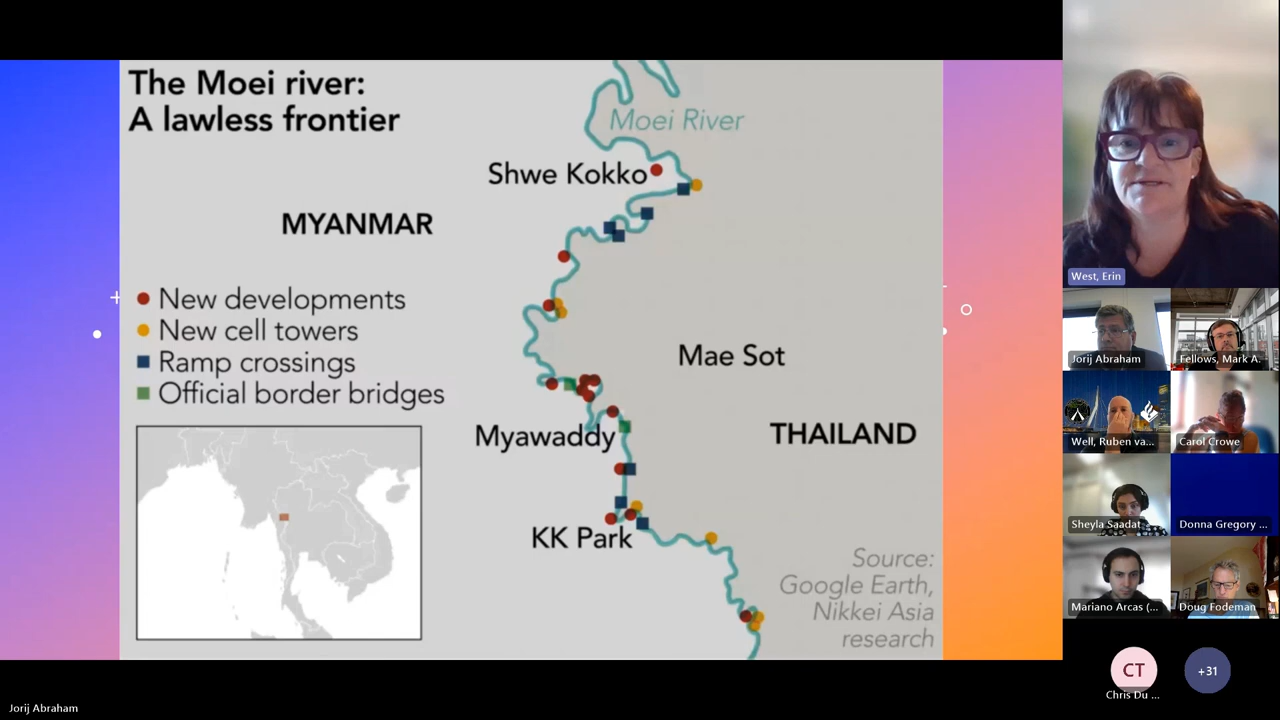 The Moei river:
A lawless frontier
Moei River
Shwe Kokko
MYANMAR
New developments
New cell towers
Ramp crossings
Official border bridges
Mae Sot
Myawaddy
THAILAND
KK Park
Source:
Google Earth,
Nikkei Asia
research
West, Erin
Jorij Abraham
Fellows, Mark A.
Well, Ruben va...
Carol Crowe
Sheyla Saadat
Donna Gregory ...
Mariano Arcas (...
Doug Fodeman
CT
Chris Du ...
+31
Jorij Abraham